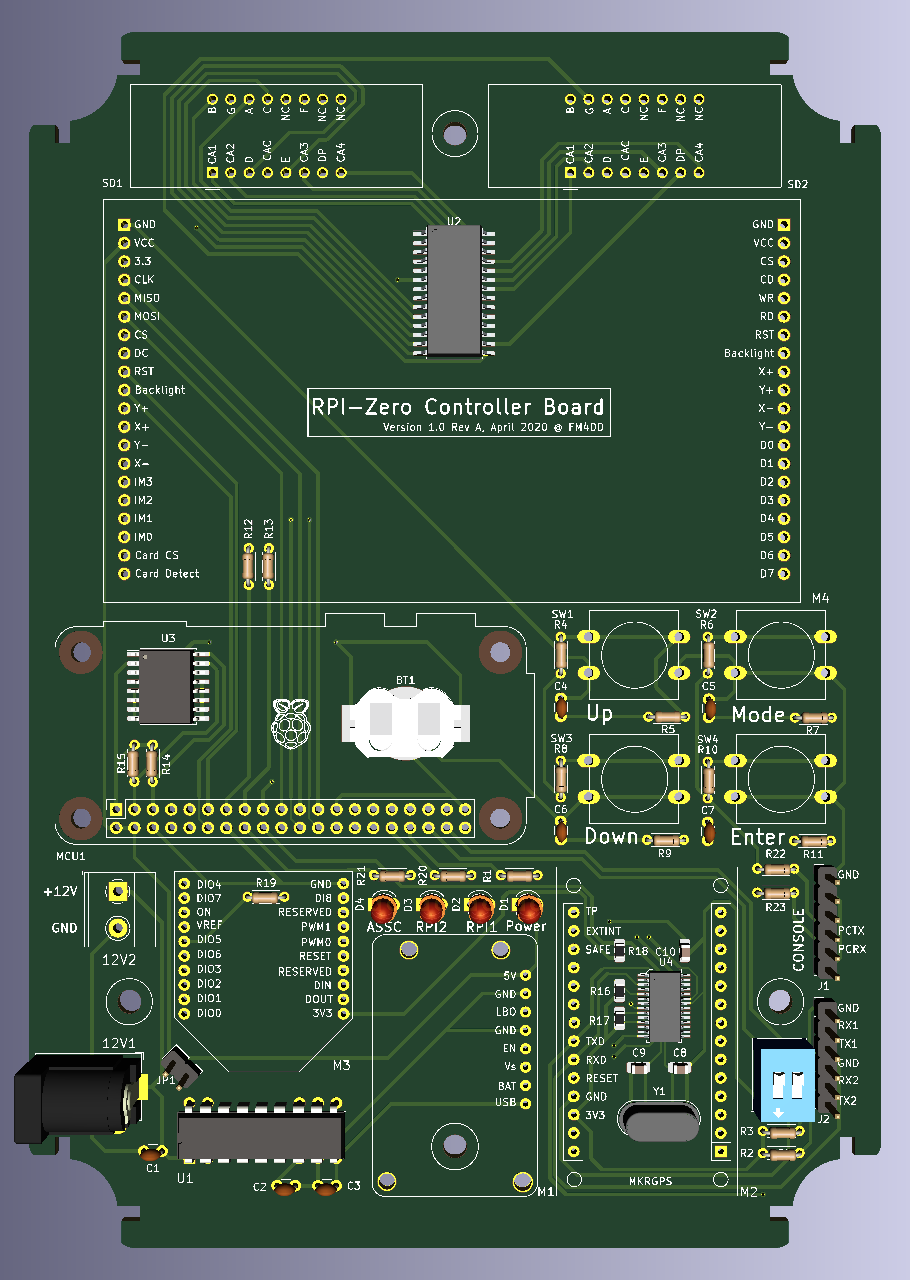 B G A C NC F NC NC
CA1 CA2 D CAC E CA3 DP CA4
SD1
B G A C NC F NC NC
CA1 CA2 D CAC E CA3 DP CA4
SD2
U2
GND
VCC
3.3
CLK
MISO
MOSI
CS
DC
RST
Backlight
Y+
X+
Y-
X-
IM3
IM2
IM1
IM0
Card CS
Card Detect
GND
VCC
CS
CD
WR
RD
RST
Backlight
X+
Y+
X-
Y-
D0
D1
D2
D3
D4
D5
D6
D7
RPI-Zero Controller Board
Version 1.0 Rev A, April 2020 @ FM4DD
R12 R13
M4
U3
BT1
R15 R14
MCU1
SW1
R4
C4
Up
R5
SW2
R6
C5
Mode
R7
SW3
R8
C6
Down
R9
SW4
R10
C7
Enter
R11
+12V
GND
12V2
12V1
JP1
DIO4
DIO7
ON
VREF
DIO5
DIO6
DIO3
DIO2
DIO1
DIO0
R19
GND
DI8
RESERVED
PWM1
PWM0
RESET
RESERVED
DIN
DOUT
3V3
M3
R21 R20 R1
D4 D3 D2 D1
ASSC RPI2 RPI1 Power
5V
GND
LBO
GND
EN
Vs
BAT
USB
M1
TP
EXTINT
SAFE
TXD
RXD
RESET
GND
3V3
R18 C10
U4
R16
R17
C9 C8
Y1
MKRGPS
M2
R22
R23
CONSOLE
GND
PCTX
PCRX
J1
GND
RX1
TX1
GND
RX2
TX2
J2
R3
R2
C1
U1
C2 C3